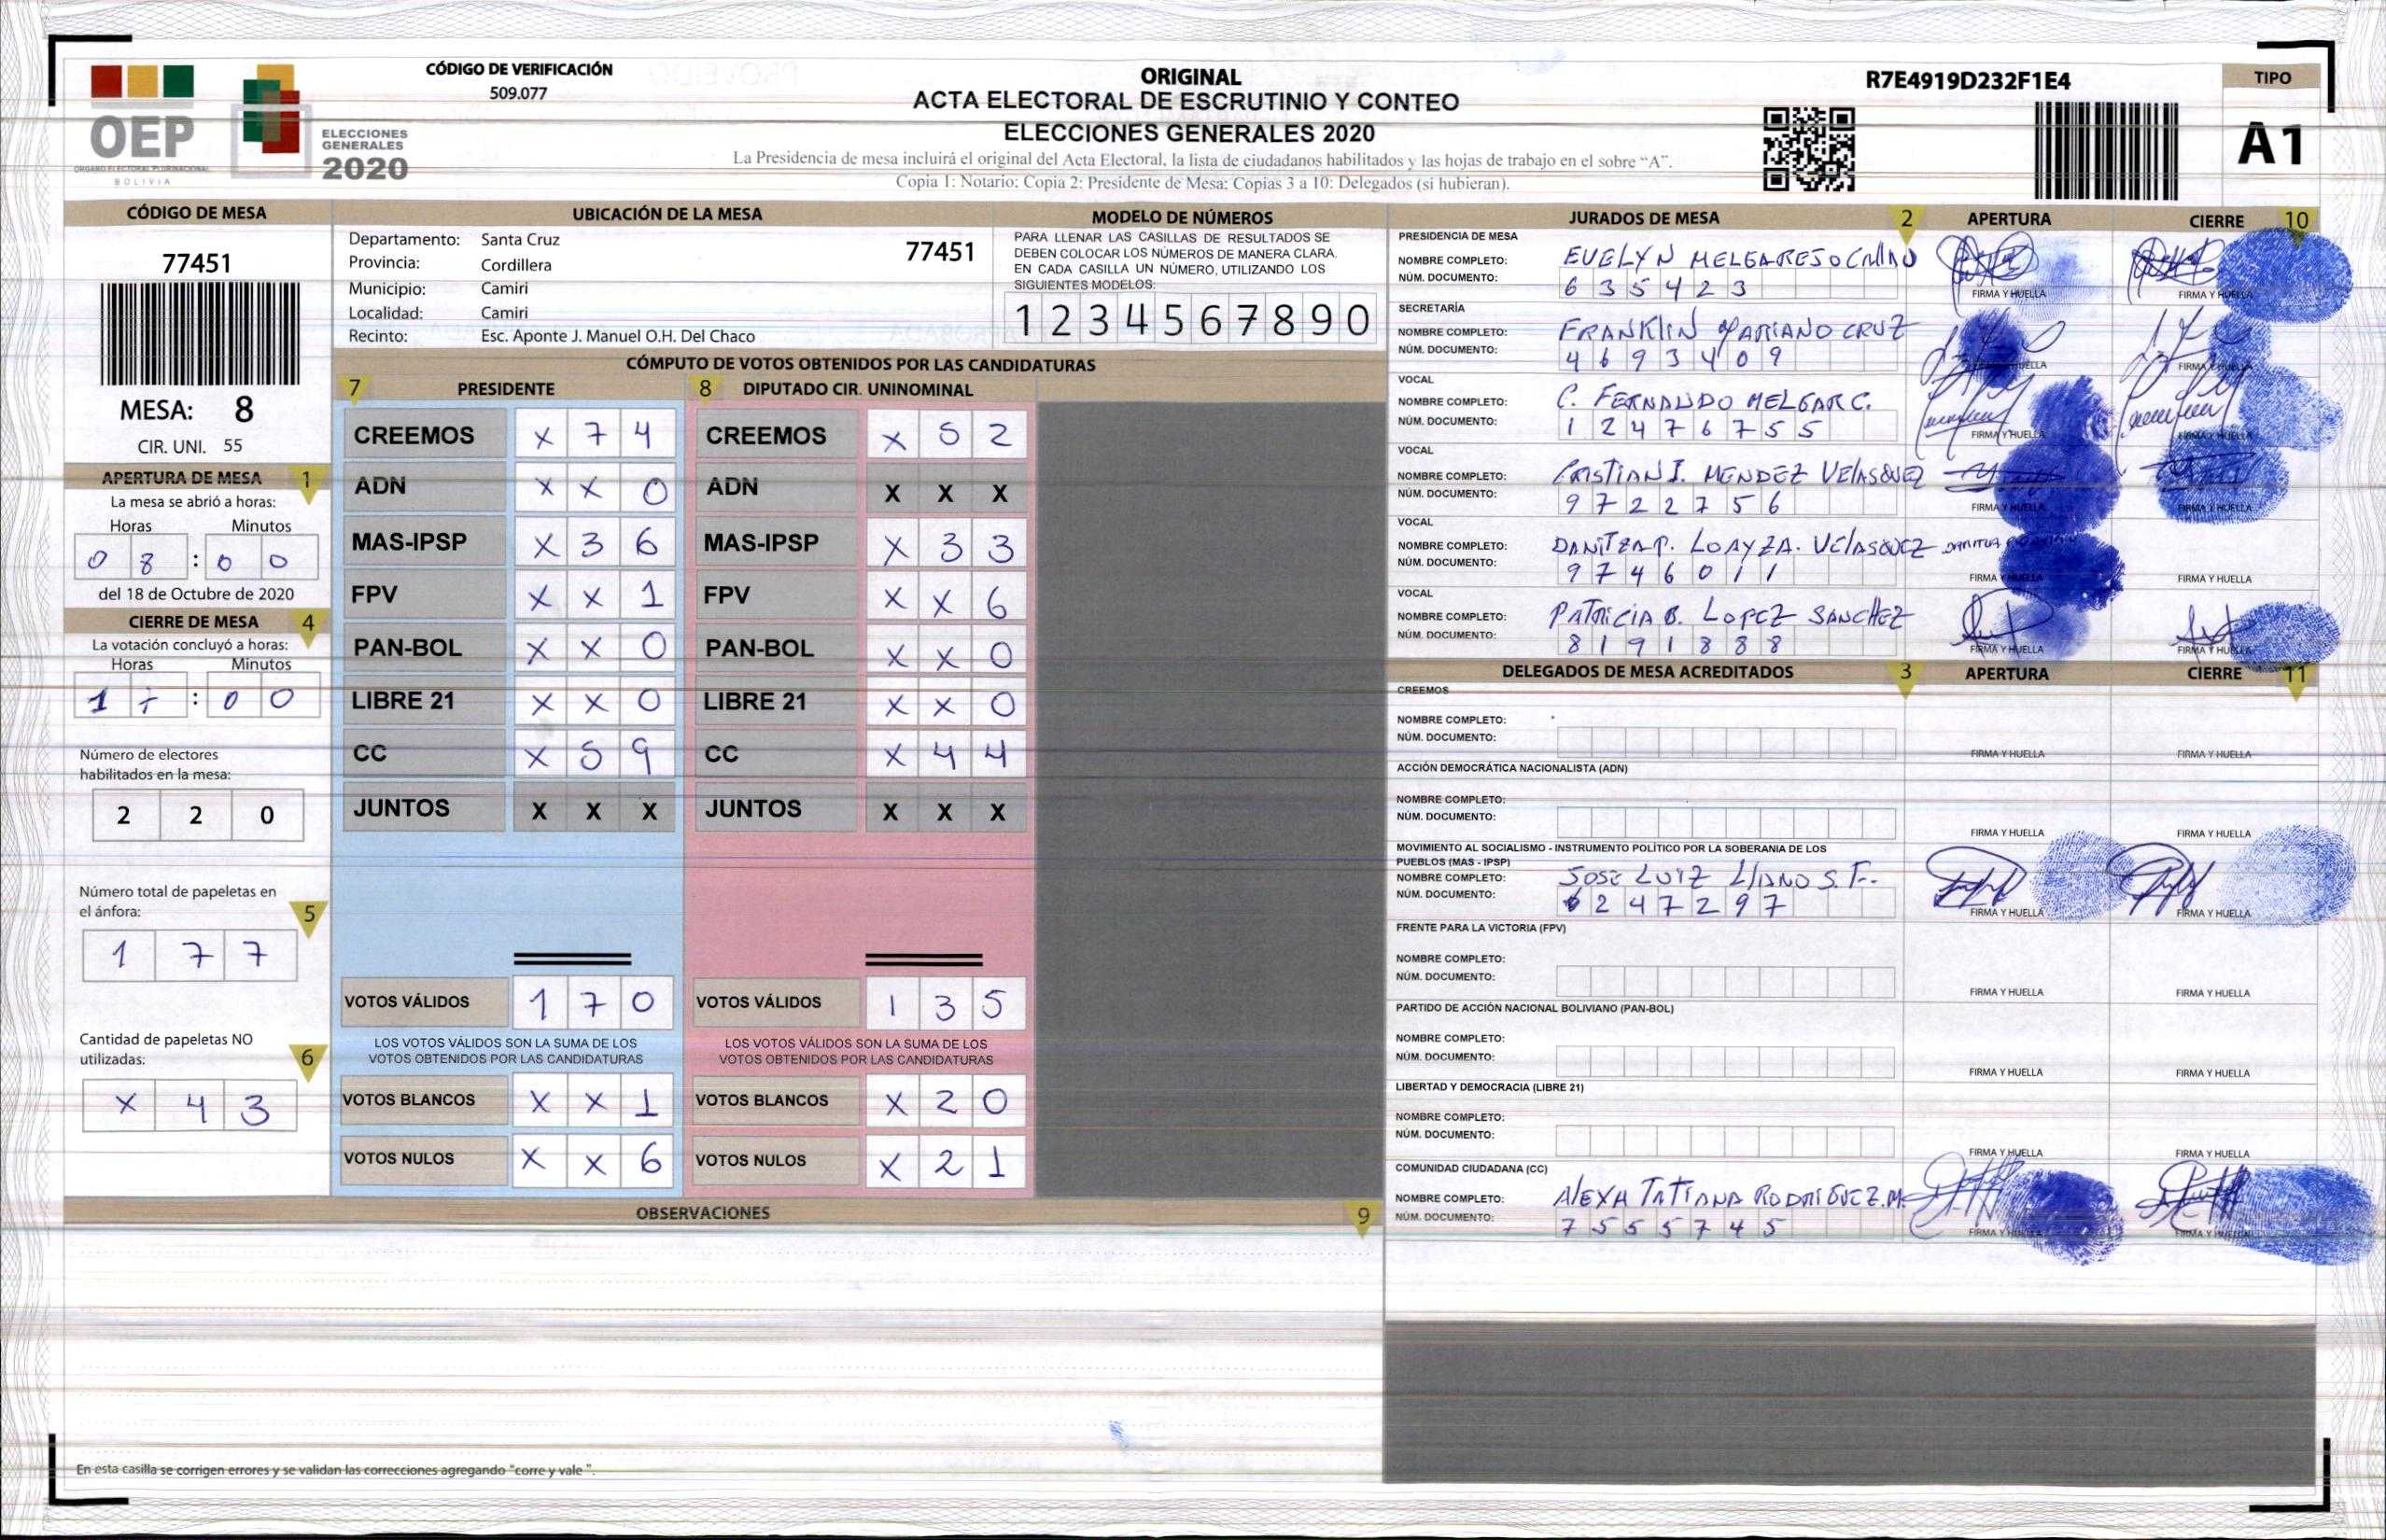 CÓDIGO DE VERIFICACIÓN
509.077
OEP
ÓRGANO ELECTORAL PLURINACIONAL
BOLIVIA
ELECCIONES
GENERALES
2020
ORIGINAL
ACTA ELECTORAL DE ESCRUTINIO Y CONTEO
ELECCIONES GENERALES 2020
La Presidencia de mesa incluirá el original del Acta Electoral, la lista de ciudadanos habilitados y las hojas de trabajo en el sobre “A”.
Copia 1: Notario; Copia 2: Presidente de Mesa; Copias 3 a 10: Delegados (si hubieran).
R7E4919D232F1E4
TIPO
A1
CÓDIGO DE MESA
77451
MESA: 8
CIR. UNI. 55
APERTURA DE MESA 1
La mesa se abrió a horas:
Horas Minutos
0 8 : 0 0
del 18 de Octubre de 2020
CIERRE DE MESA 4
La votación concluyó a horas:
Horas Minutos
1 7 : 0 0
Número de electores
habilitados en la mesa:
2 2 0
Número total de papeletas en
el ánfora: 5
1 7 7
Cantidad de papeletas NO
utilizadas: 6
X 4 3
UBICACIÓN DE LA MESA
Departamento: Santa Cruz 77451
Provincia: Cordillera
Municipio: Camiri
Localidad: Camiri
Recinto: Esc. Aponte J. Manuel O.H. Del Chaco
MODELO DE NÚMEROS
PARA LLENAR LAS CASILLAS DE RESULTADOS SE
DEBEN COLOCAR LOS NÚMEROS DE MANERA CLARA.
EN CADA CASILLA UN NÚMERO, UTILIZANDO LOS
SIGUIENTES MODELOS:
1 2 3 4 5 6 7 8 9 0
CÓMPUTO DE VOTOS OBTENIDOS POR LAS CANDIDATURAS
7 PRESIDENTE 8 DIPUTADO CIR. UNINOMINAL
CREEMOS X 7 4 CREEMOS X 5 2
ADN X X 0 ADN X X X
MAS-IPSP X 3 6 MAS-IPSP X 3 3
FPV X X 1 FPV X X 6
PAN-BOL X X 0 PAN-BOL X X 0
LIBRE 21 X X 0 LIBRE 21 X X 0
CC X 5 9 CC X 4 4
JUNTOS X X X JUNTOS X X X
VOTOS VÁLIDOS 1 7 0 VOTOS VÁLIDOS 1 3 5
LOS VOTOS VÁLIDOS SON LA SUMA DE LOS LOS VOTOS VÁLIDOS SON LA SUMA DE LOS
VOTOS OBTENIDOS POR LAS CANDIDATURAS VOTOS OBTENIDOS POR LAS CANDIDATURAS
VOTOS BLANCOS X X 1 VOTOS BLANCOS X 2 0
VOTOS NULOS X X 6 VOTOS NULOS X 2 1
OBSERVACIONES 9
En esta casilla se corrigen errores y se validan las correcciones agregando "corre y vale ".
JURADOS DE MESA 2 APERTURA CIERRE 10
PRESIDENCIA DE MESA
NOMBRE COMPLETO: EVELYN MELGAREJO
NÚM. DOCUMENTO: 6 3 5 4 2 3
FIRMA Y HUELLA FIRMA Y HUELLA
SECRETARÍA
NOMBRE COMPLETO: FRANKLIN MARIANO CRUZ
NÚM. DOCUMENTO: 4 6 9 3 4 0 9
FIRMA Y HUELLA FIRMA Y HUELLA
VOCAL
NOMBRE COMPLETO: C. FERNANDO MELGAR C.
NÚM. DOCUMENTO: 1 2 4 7 6 7 5 5
FIRMA Y HUELLA FIRMA Y HUELLA
VOCAL
NOMBRE COMPLETO: CRISTIAN I. MENDEZ VELASQUEZ
NÚM. DOCUMENTO: 9 7 2 2 7 5 6
FIRMA Y HUELLA FIRMA Y HUELLA
VOCAL
NOMBRE COMPLETO: DANITZA P. LOAYZA. VELASQUEZ
NÚM. DOCUMENTO: 9 7 4 6 0 1 1
FIRMA Y HUELLA FIRMA Y HUELLA
VOCAL
NOMBRE COMPLETO: PATRICIA B. LOPEZ SANCHEZ
NÚM. DOCUMENTO: 8 1 9 1 8 8 8
FIRMA Y HUELLA FIRMA Y HUELLA
DELEGADOS DE MESA ACREDITADOS 3 APERTURA CIERRE 11
CREEMOS
NOMBRE COMPLETO:
NÚM. DOCUMENTO:
FIRMA Y HUELLA FIRMA Y HUELLA
ACCIÓN DEMOCRÁTICA NACIONALISTA (ADN)
NOMBRE COMPLETO:
NÚM. DOCUMENTO:
FIRMA Y HUELLA FIRMA Y HUELLA
MOVIMIENTO AL SOCIALISMO - INSTRUMENTO POLÍTICO POR LA SOBERANIA DE LOS
PUEBLOS (MAS - IPSP)
NOMBRE COMPLETO: JOSE LUIZ LLANO S. F.
NÚM. DOCUMENTO: 6 2 4 7 2 9 7
FIRMA Y HUELLA FIRMA Y HUELLA
FRENTE PARA LA VICTORIA (FPV)
NOMBRE COMPLETO:
NÚM. DOCUMENTO:
FIRMA Y HUELLA FIRMA Y HUELLA
PARTIDO DE ACCIÓN NACIONAL BOLIVIANO (PAN-BOL)
NOMBRE COMPLETO:
NÚM. DOCUMENTO:
FIRMA Y HUELLA FIRMA Y HUELLA
LIBERTAD Y DEMOCRACIA (LIBRE 21)
NOMBRE COMPLETO:
NÚM. DOCUMENTO:
FIRMA Y HUELLA FIRMA Y HUELLA
COMUNIDAD CIUDADANA (CC)
NOMBRE COMPLETO: ALEXA TATIANA RODRIGUEZ. M.
NÚM. DOCUMENTO: 7 5 5 5 7 4 5
FIRMA Y HUELLA FIRMA Y HUELLA